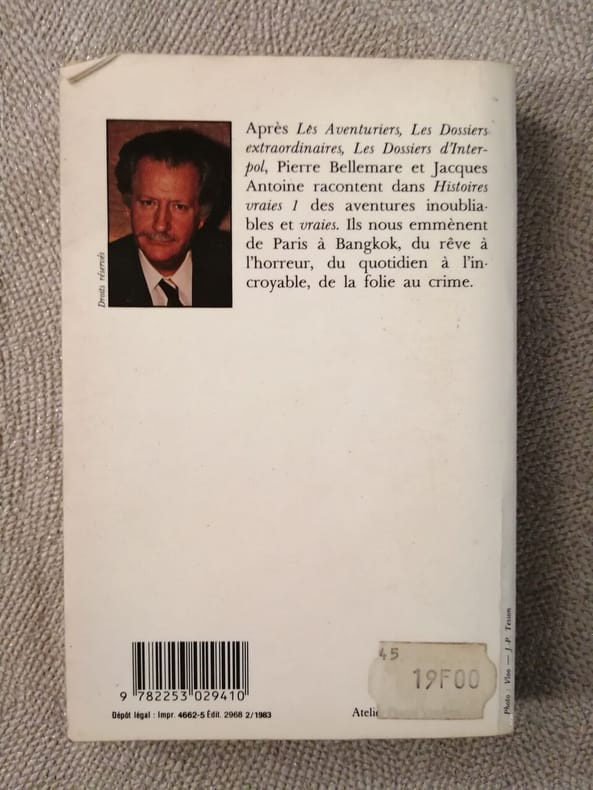 Après Les Aventuriers, Les Dossiers
extraordinaires, Les Dossiers d'Inter-
pol, Pierre Bellemare et Jacques
Antoine racontent dans Histoires
vraies 1 des aventures inoublia-
bles et vraies. Ils nous emmènent
de Paris à Bangkok, du rêve à
l'horreur, du quotidien à l'in-
croyable, de la folie au crime.
Droits réservés
9 782253 029410
Dépôt légal : Impr. 4662-5 Édit. 2968 2/1983
45
19F00
Photo : Vloo — J.-P. Tesson